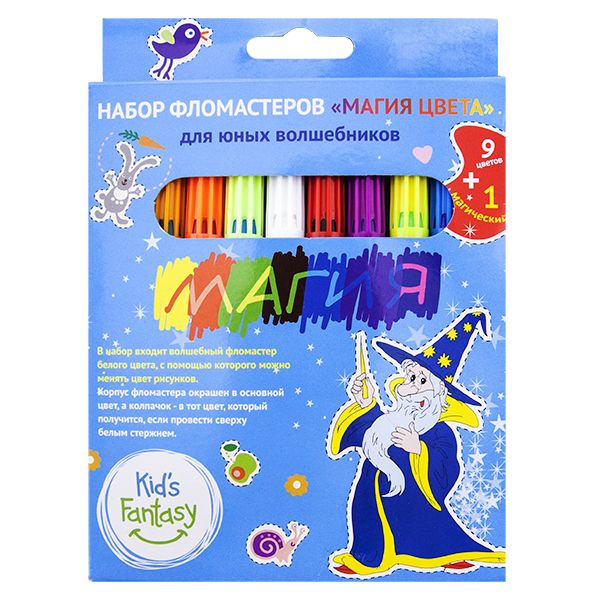 НАБОР ФЛОМАСТЕРОВ «МАГИЯ ЦВЕТА»
для юных волшебников
9
цветов
+ 1
магический
МАГИЯ
В набор входит волшебный фломастер
белого цвета, с помощью которого можно
менять цвет рисунков.
Корпус фломастера окрашен в основной
цвет, а колпачок - в тот цвет, который
получится, если провести сверху
белым стержнем.
Kid's
Fantasy